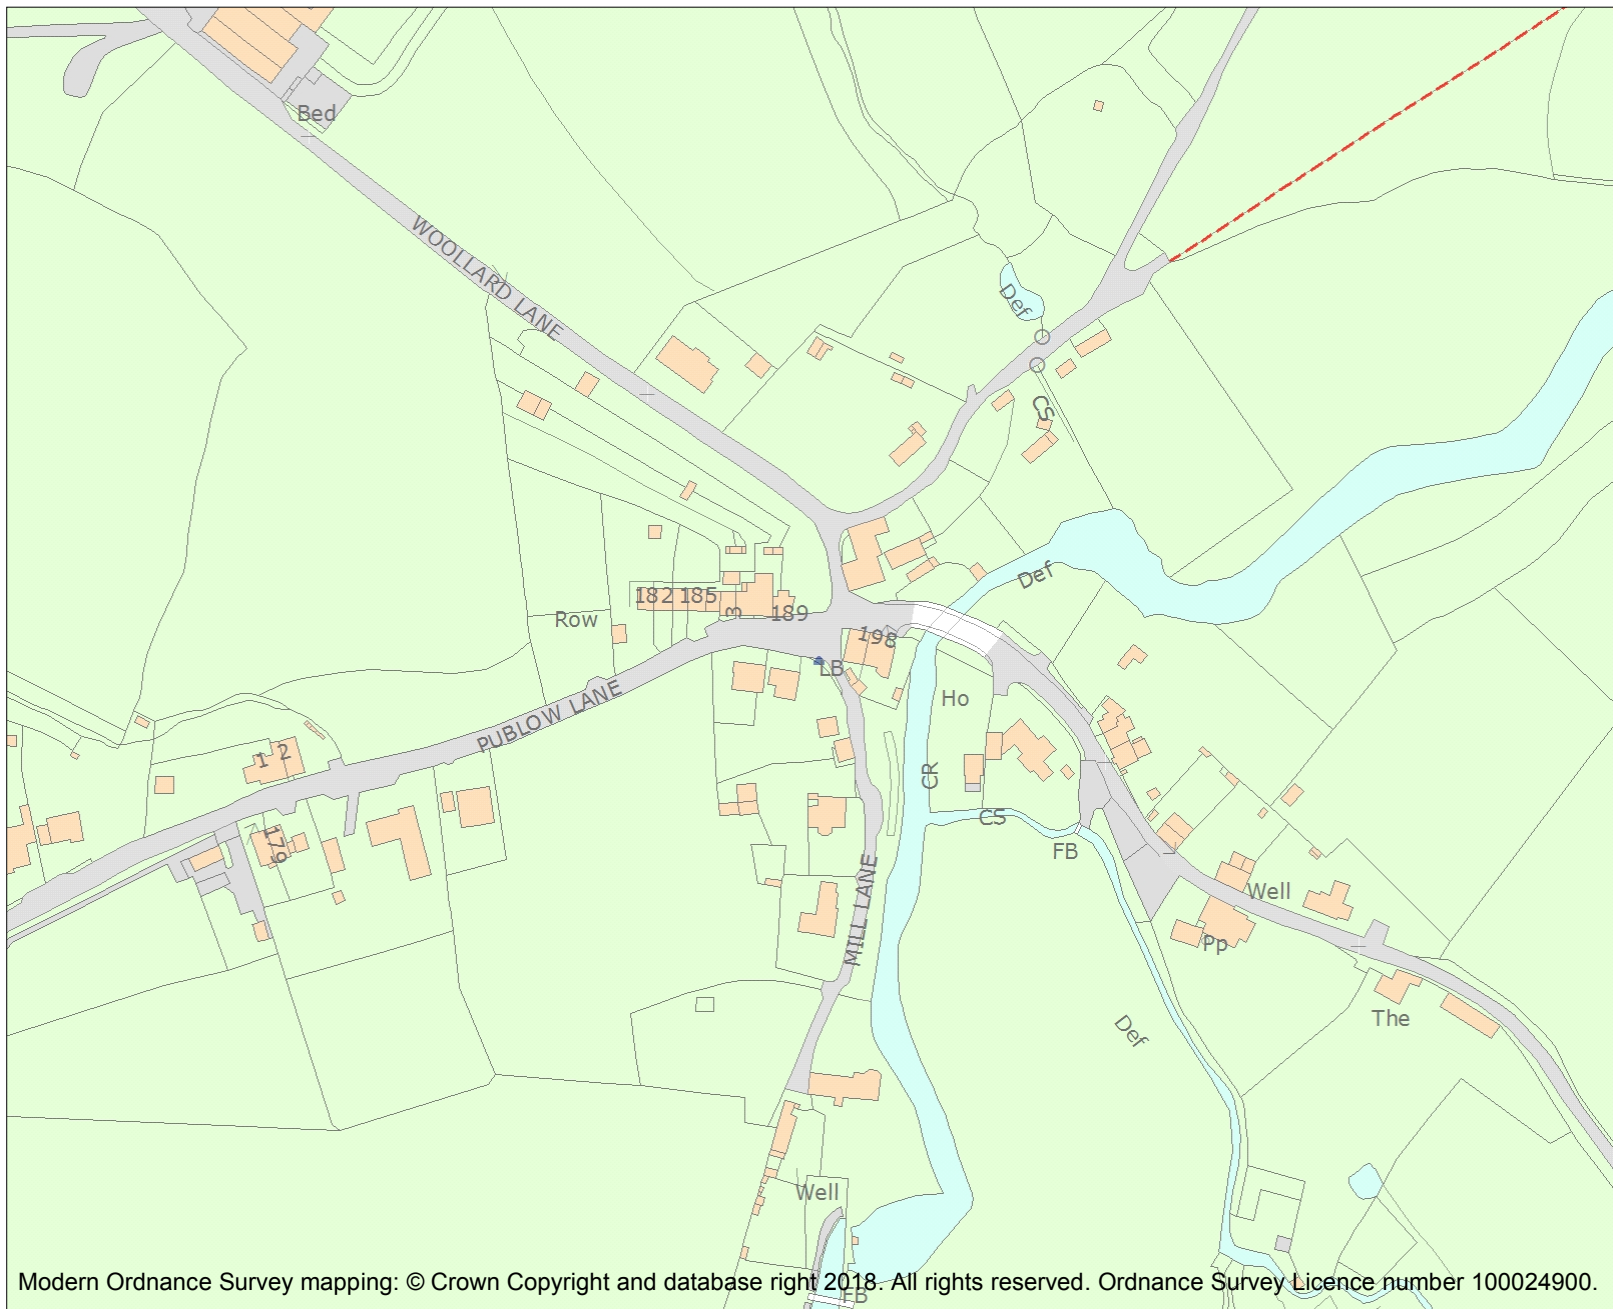 Bed
WOOLLARD LANE
Def
CS
Def
182 185
3
189
Row
198
LB
Ho
PUBLOW LANE
1 2
CR
CS
179
FB
MILL LANE
Well
Pp
The
Def
Well
FB
Modern Ordnance Survey mapping: © Crown Copyright and database right 2018. All rights reserved. Ordnance Survey Licence number 100024900.